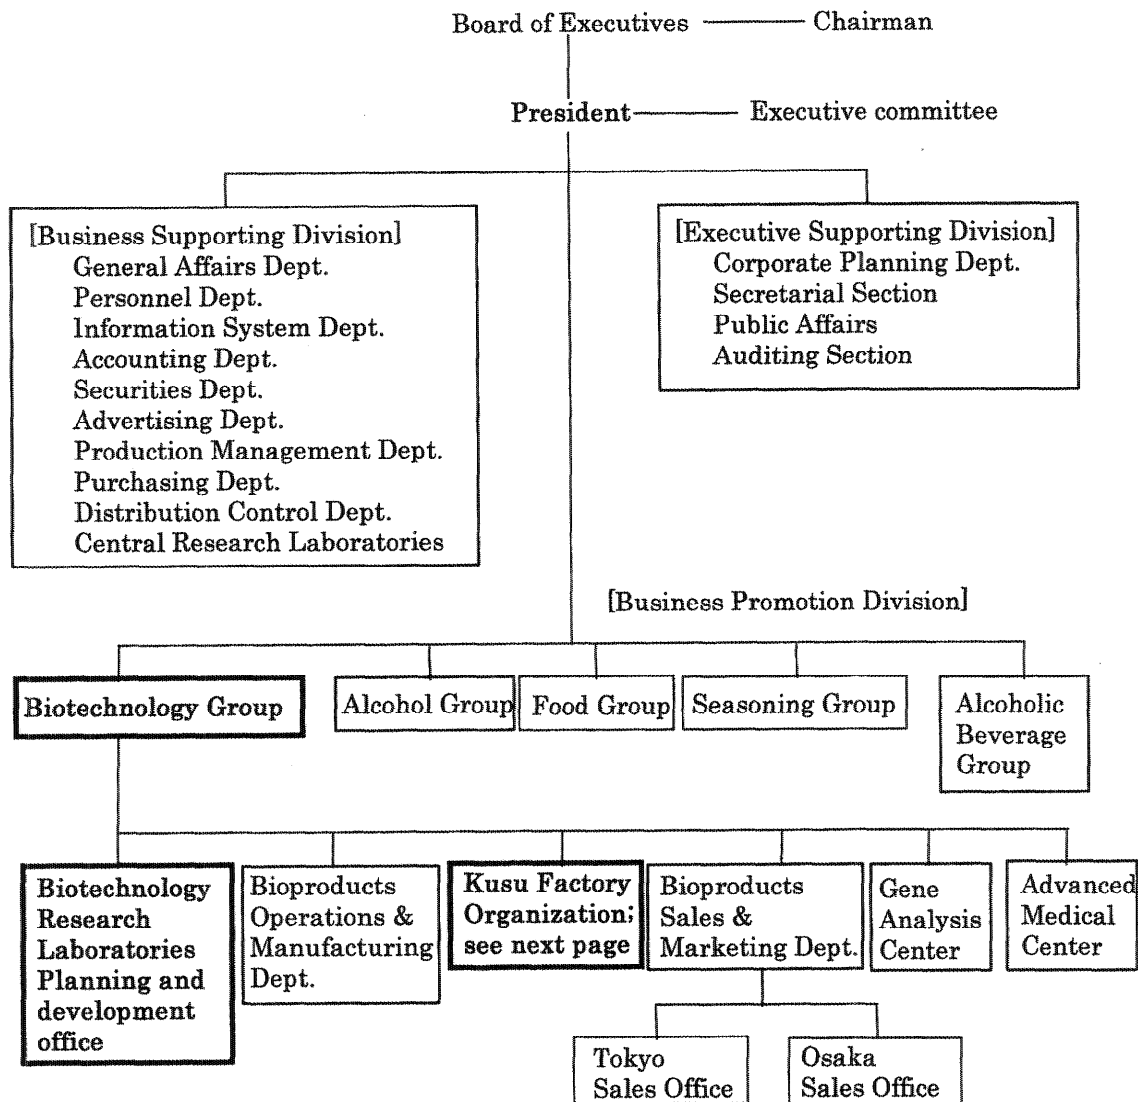 Board of Executives Chairman
President Executive committee
[Business Supporting Division]
General Affairs Dept.
Personnel Dept.
Information System Dept.
Accounting Dept.
Securities Dept.
Advertising Dept.
Production Management Dept.
Purchasing Dept.
Distribution Control Dept.
Central Research Laboratories
[Executive Supporting Division]
Corporate Planning Dept.
Secretarial Section
Public Affairs
Auditing Section
[Business Promotion Division]
Biotechnology Group
Alcohol Group
Food Group
Seasoning Group
Alcoholic
Beverage
Group
Biotechnology
Research
Laboratories
Planning and
development
office
Bioproducts
Operations &
Manufacturing
Dept.
Kusu Factory
Organization;
see next page
Bioproducts
Sales &
Marketing Dept.
Gene
Analysis
Center
Advanced
Medical
Center
Tokyo
Sales Office
Osaka
Sales Office